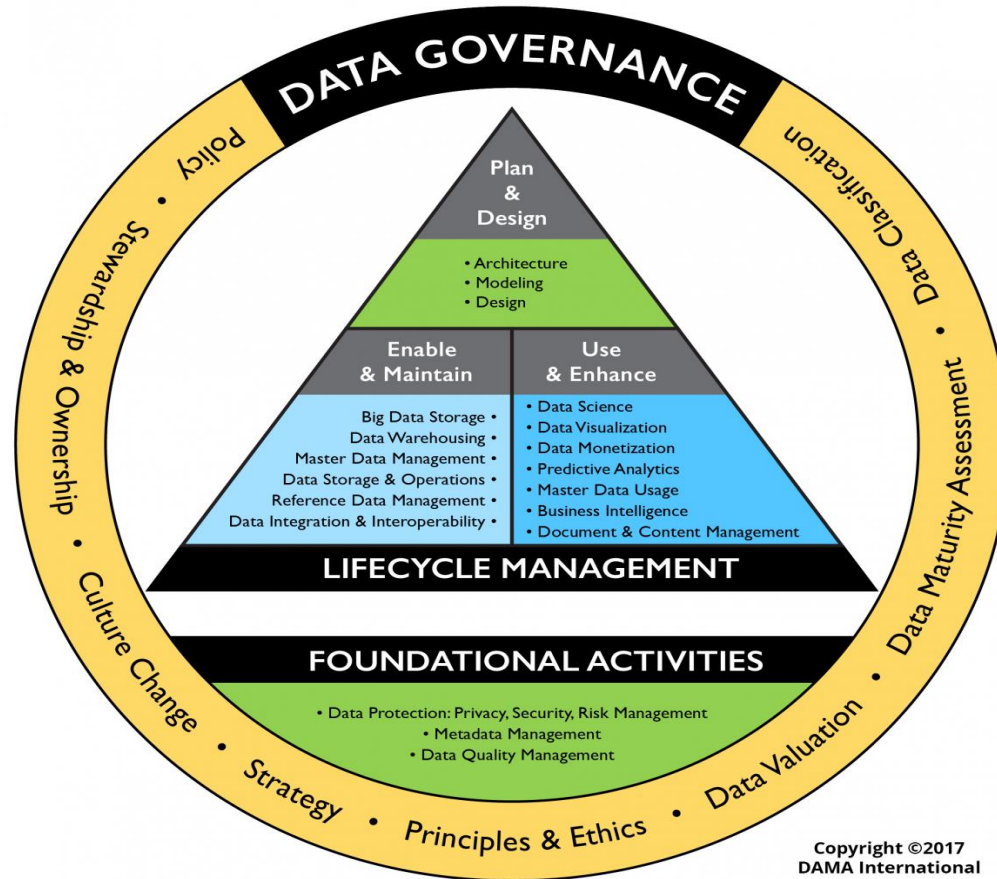 DATA GOVERNANCE
Policy • Stewardship & Ownership • Culture Change • Strategy • Principles & Ethics • Data Valuation • Data Maturity Assessment • Data Classification
Plan
&
Design
• Architecture
• Modeling
• Design
Enable
& Maintain
Big Data Storage •
Data Warehousing •
Master Data Management •
Data Storage & Operations •
Reference Data Management •
Data Integration & Interoperability •
Use
& Enhance
• Data Science
• Data Visualization
• Data Monetization
• Predictive Analytics
• Master Data Usage
• Business Intelligence
• Document & Content Management
LIFECYCLE MANAGEMENT
FOUNDATIONAL ACTIVITIES
• Data Protection: Privacy, Security, Risk Management
• Metadata Management
• Data Quality Management
Copyright ©2017
DAMA International